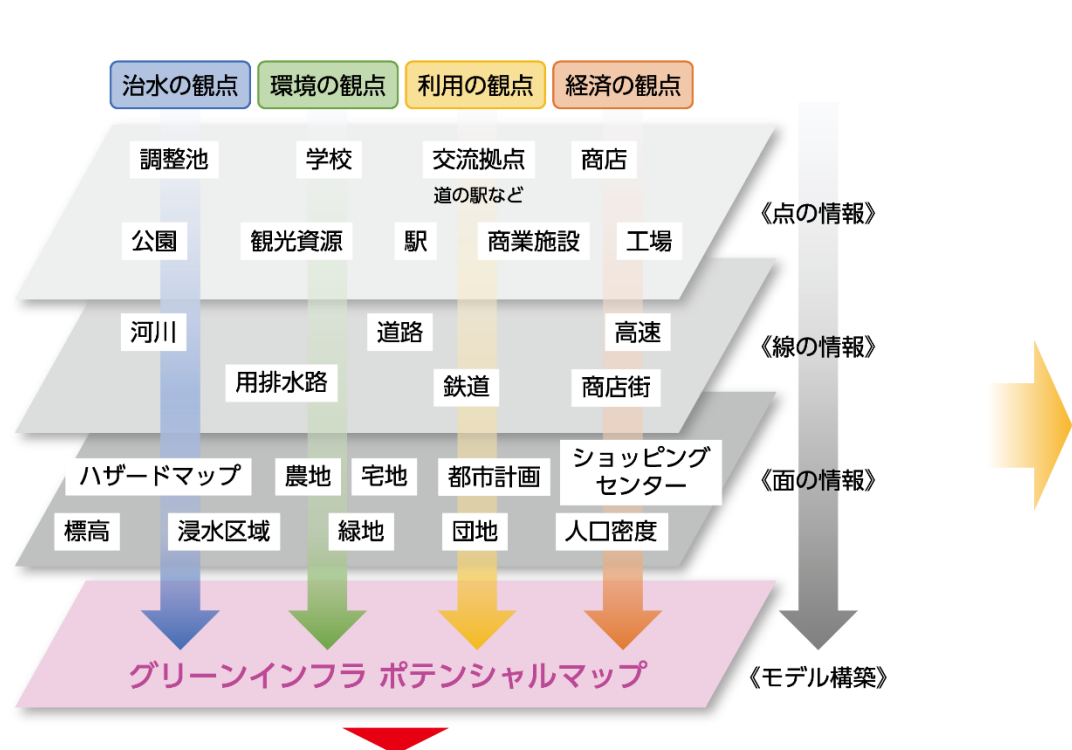 治水の観点 環境の観点 利用の観点 経済の観点
調整池 学校 交流拠点 商店
道の駅など
《点の情報》
公園 観光資源 駅 商業施設 工場
河川 道路 高速
《線の情報》
用排水路 鉄道 商店街
ハザードマップ 農地 宅地 都市計画 ショッピング
センター
《面の情報》
標高 浸水区域 緑地 団地 人口密度
グリーンインフラ ポテンシャルマップ
《モデル構築》